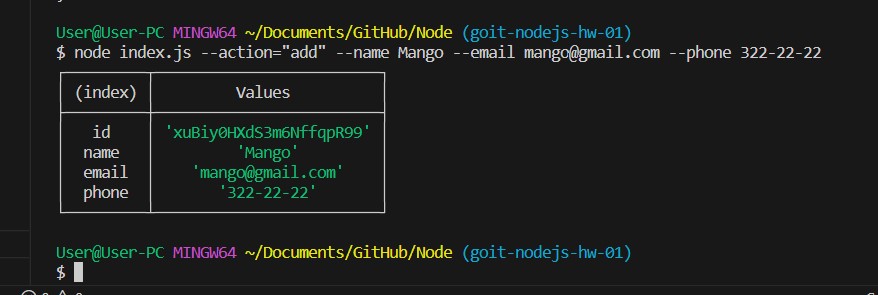 User@User-PC MINGW64 ~/Documents/GitHub/Node (goit-nodejs-hw-01)
$ node index.js --action="add" --name Mango --email mango@gmail.com --phone 322-22-22
(index) Values
id 'xuBiy0HXdS3m6NffqpR99'
name 'Mango'
email 'mango@gmail.com'
phone '322-22-22'
User@User-PC MINGW64 ~/Documents/GitHub/Node (goit-nodejs-hw-01)
$